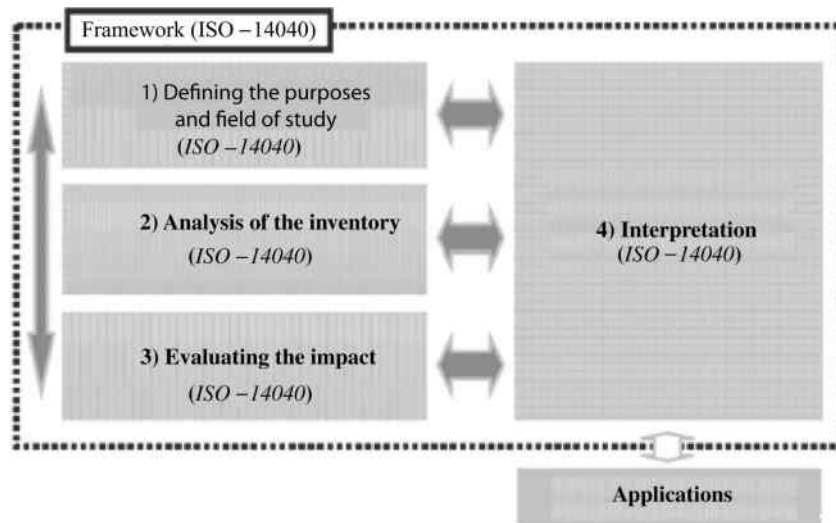 Framework (ISO –14040)
1) Defining the purposes
and field of study
(ISO –14040)
2) Analysis of the inventory
(ISO –14040)
3) Evaluating the impact
(ISO –14040)
4) Interpretation
(ISO –14040)
Applications